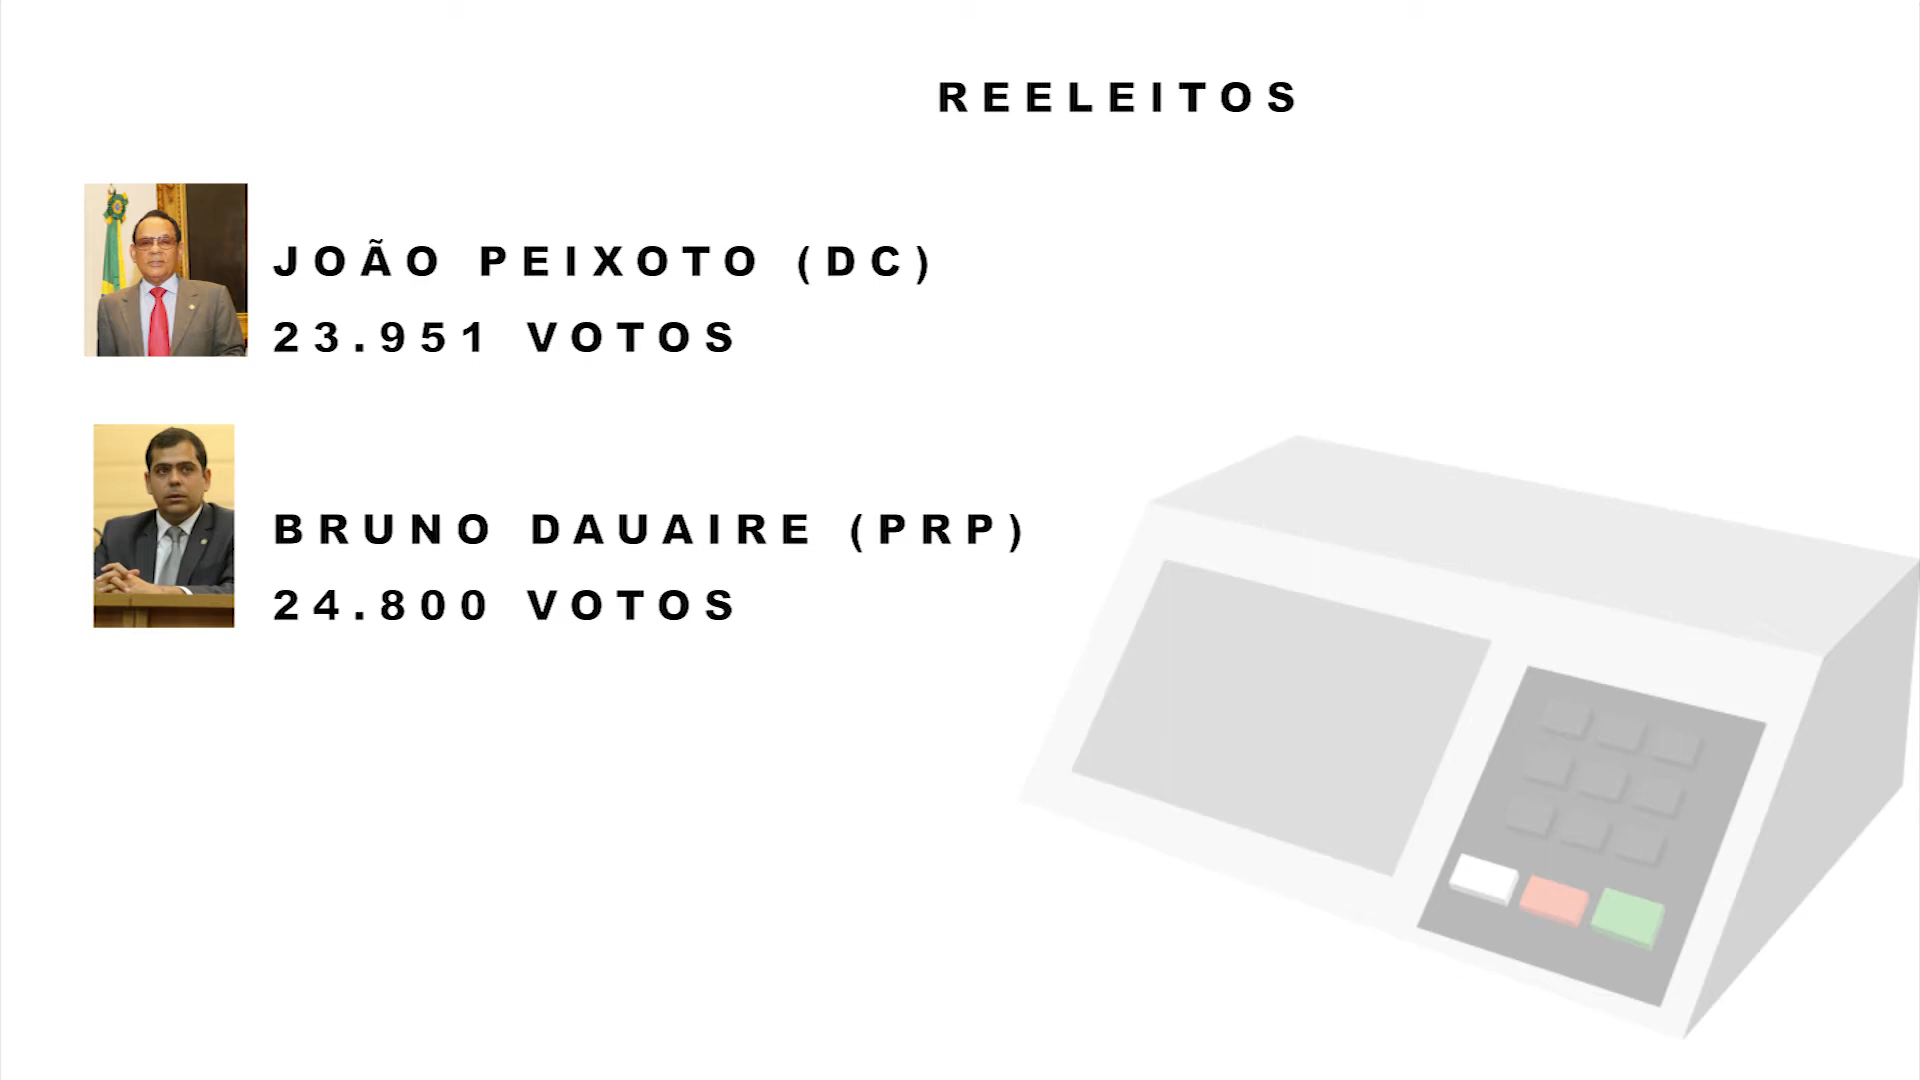 REELEITOS
JOÃO PEIXOTO (DC)
23.951 VOTOS
BRUNO DAUAIRE (PRP)
24.800 VOTOS